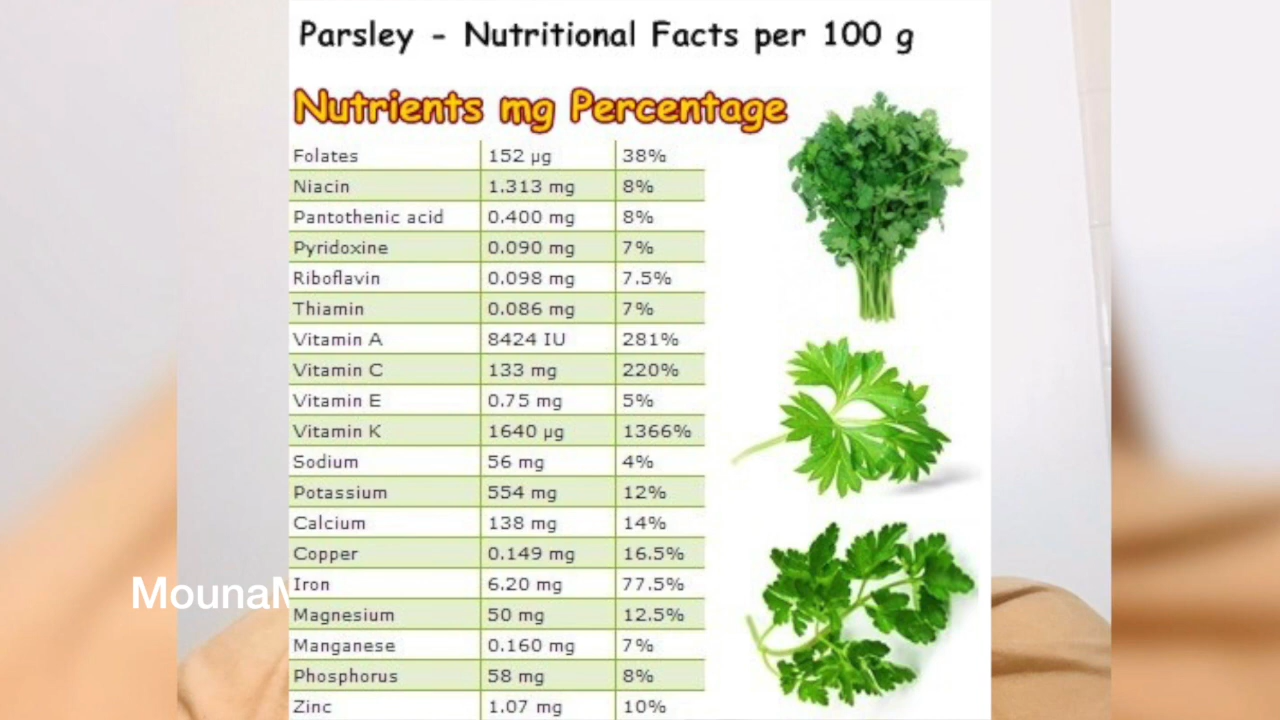 Parsley - Nutritional Facts per 100 g
Nutrients mg Percentage
Folates 152 µg 38%
Niacin 1.313 mg 8%
Pantothenic acid 0.400 mg 8%
Pyridoxine 0.090 mg 7%
Riboflavin 0.098 mg 7.5%
Thiamin 0.086 mg 7%
Vitamin A 8424 IU 281%
Vitamin C 133 mg 220%
Vitamin E 0.75 mg 5%
Vitamin K 1640 µg 1366%
Sodium 56 mg 4%
Potassium 554 mg 12%
Calcium 138 mg 14%
Copper 0.149 mg 16.5%
MounaM
Iron 6.20 mg 77.5%
Magnesium 50 mg 12.5%
Manganese 0.160 mg 7%
Phosphorus 58 mg 8%
Zinc 1.07 mg 10%